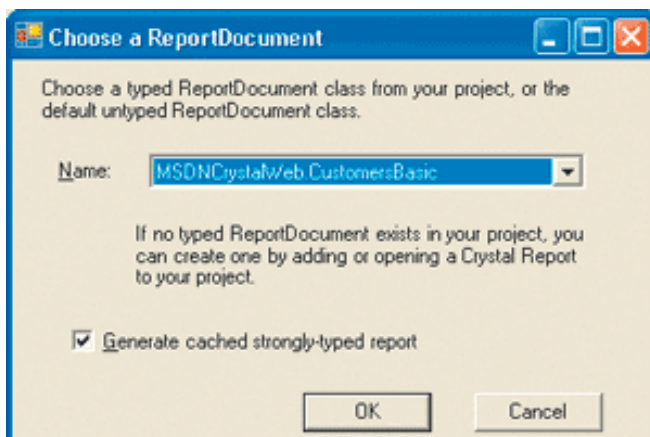 Choose a ReportDocument
Choose a typed ReportDocument class from your project, or the
default untyped ReportDocument class.
Name: MSDNCrystalWeb.CustomersBasic
If no typed ReportDocument exists in your project, you
can create one by adding or opening a Crystal Report
to your project.
Generate cached strongly-typed report
OK Cancel